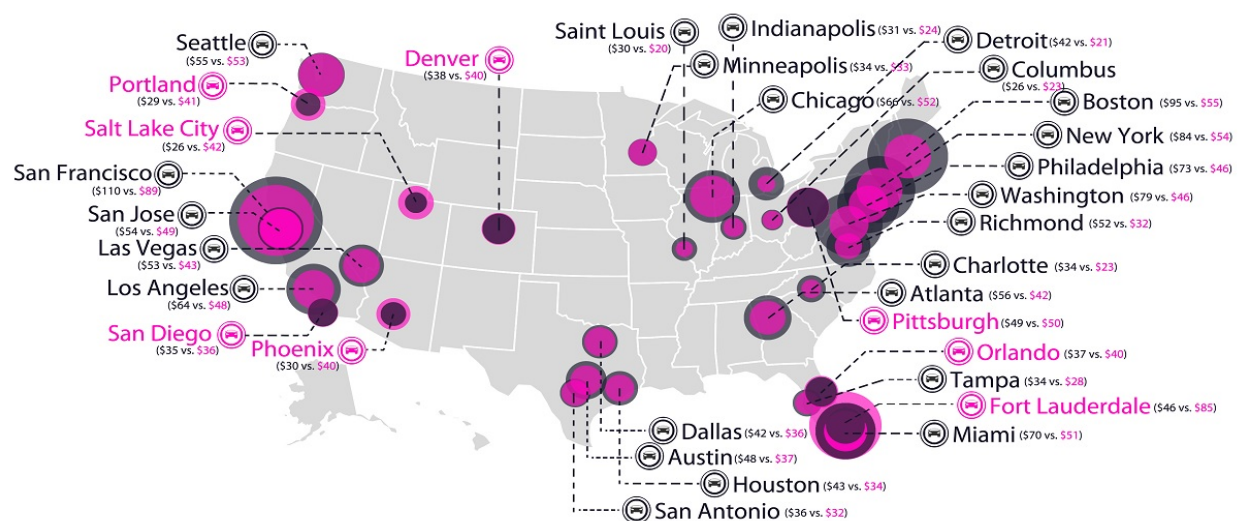 Seattle
($55 vs. $53)
Portland
($29 vs. $41)
Salt Lake City
($26 vs. $42)
San Francisco
($110 vs. $89)
San Jose
($54 vs. $49)
Las Vegas
($53 vs. $43)
Los Angeles
($64 vs. $48)
San Diego
($35 vs. $36)
Phoenix
($30 vs. $40)
Denver
($38 vs. $40)
Saint Louis
($30 vs. $20)
Indianapolis ($31 vs. $24)
Minneapolis ($34 vs. $33)
Chicago ($66 vs. $52)
Detroit ($42 vs. $21)
Columbus
($26 vs. $23)
Boston ($95 vs. $55)
New York ($84 vs. $54)
Philadelphia ($73 vs. $46)
Washington ($79 vs. $46)
Richmond ($52 vs. $32)
Charlotte ($34 vs. $23)
Atlanta ($56 vs. $42)
Pittsburgh ($49 vs. $50)
Orlando ($37 vs. $40)
Tampa ($34 vs. $28)
Fort Lauderdale ($46 vs. $85)
Miami ($70 vs. $51)
Dallas ($42 vs. $36)
Austin ($48 vs. $37)
Houston ($43 vs. $34)
San Antonio ($36 vs. $32)